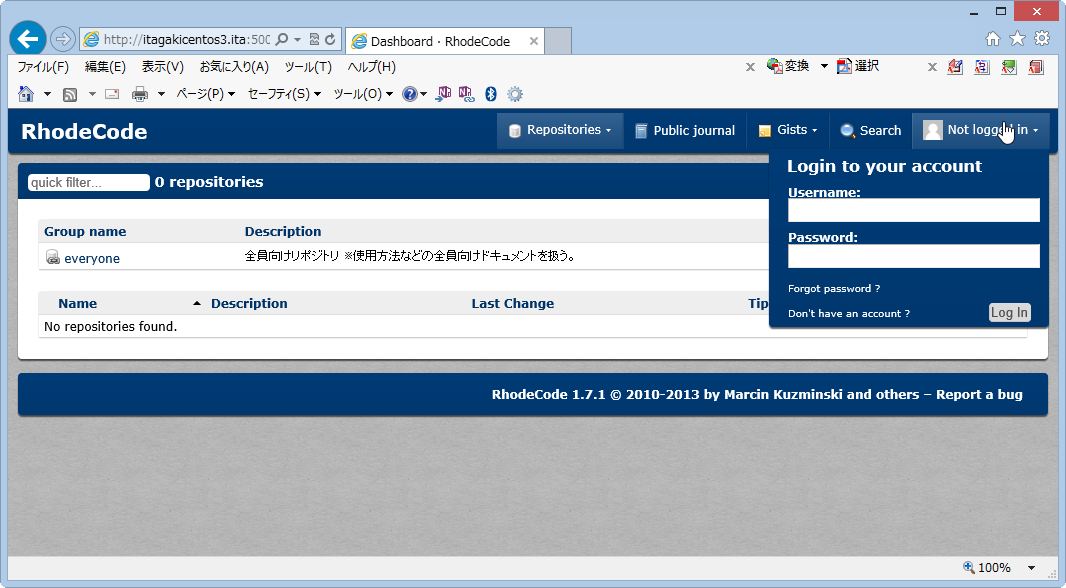 http://itagakicentos3.ita:500
Dashboard - RhodeCode
ファイル(F) 編集(E) 表示(V) お気に入り(A) ツール(T) ヘルプ(H)
変換 選択
ページ(P) セーフティ(S) ツール(O)
RhodeCode
Repositories Public journal Gists Search Not logged in
quick filter... 0 repositories
Login to your account
Username:
Password:
Forgot password ?
Don't have an account ?
Log In
Group name Description
everyone 全員向けリポジトリ ※使用方法などの全員向けドキュメントを扱う。
Name Description Last Change Tip
No repositories found.
RhodeCode 1.7.1 © 2010-2013 by Marcin Kuzminski and others – Report a bug
100%